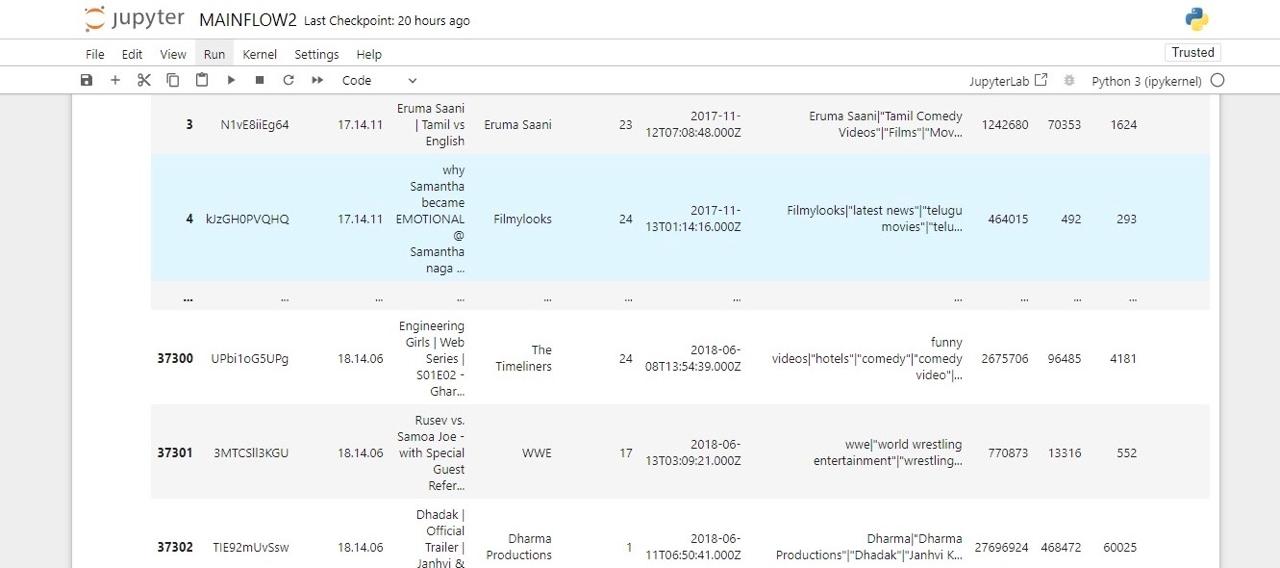 jupyter MAINFLOW2 Last Checkpoint: 20 hours ago
File Edit View Run Kernel Settings Help
Trusted
Code
JupyterLab
Python 3 (ipykernel)
3 N1vE8iiEg64 17.14.11 Eruma Saani | Tamil vs English Eruma Saani 23 2017-11-12T07:08:48.000Z Eruma Saani|"Tamil Comedy Videos"|"Films"|"Mov... 1242680 70353 1624
4 kJzGH0PVQHQ 17.14.11 why Samantha became EMOTIONAL @ Samantha naga ... Filmylooks 24 2017-11-13T01:14:16.000Z Filmylooks|"latest news"|"telugu movies"|"telu... 464015 492 293
... ... ... ... ... ... ... ... ... ... ...
37300 UPbi1oG5UPg 18.14.06 Engineering Girls | Web Series | S01E02 - Ghar... The Timeliners 24 2018-06-08T13:54:39.000Z funny videos|"hotels"|"comedy"|"comedy video"|... 2675706 96485 4181
37301 3MTCSll3KGU 18.14.06 Rusev vs. Samoa Joe - with Special Guest Refer... WWE 17 2018-06-13T03:09:21.000Z wwe|"world wrestling entertainment"|"wrestling... 770873 13316 552
37302 TIE92mUvSsw 18.14.06 Dhadak | Official Trailer | Janhvi & Dharma Productions 1 2018-06-11T06:50:41.000Z Dharma|"Dharma Productions"|"Dhadak"|"Janhvi K... 27696924 468472 60025